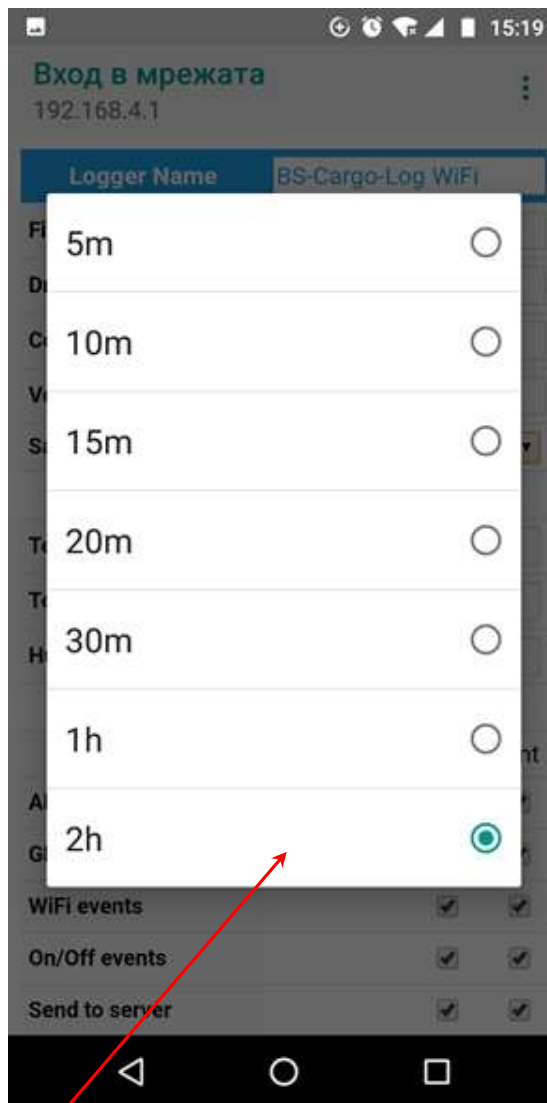 15:19
Вход в мрежата
192.168.4.1
Logger Name BS-Cargo-Log WiFi
5m
10m
15m
20m
30m
1h
2h
WiFi events
On/Off events
Send to server